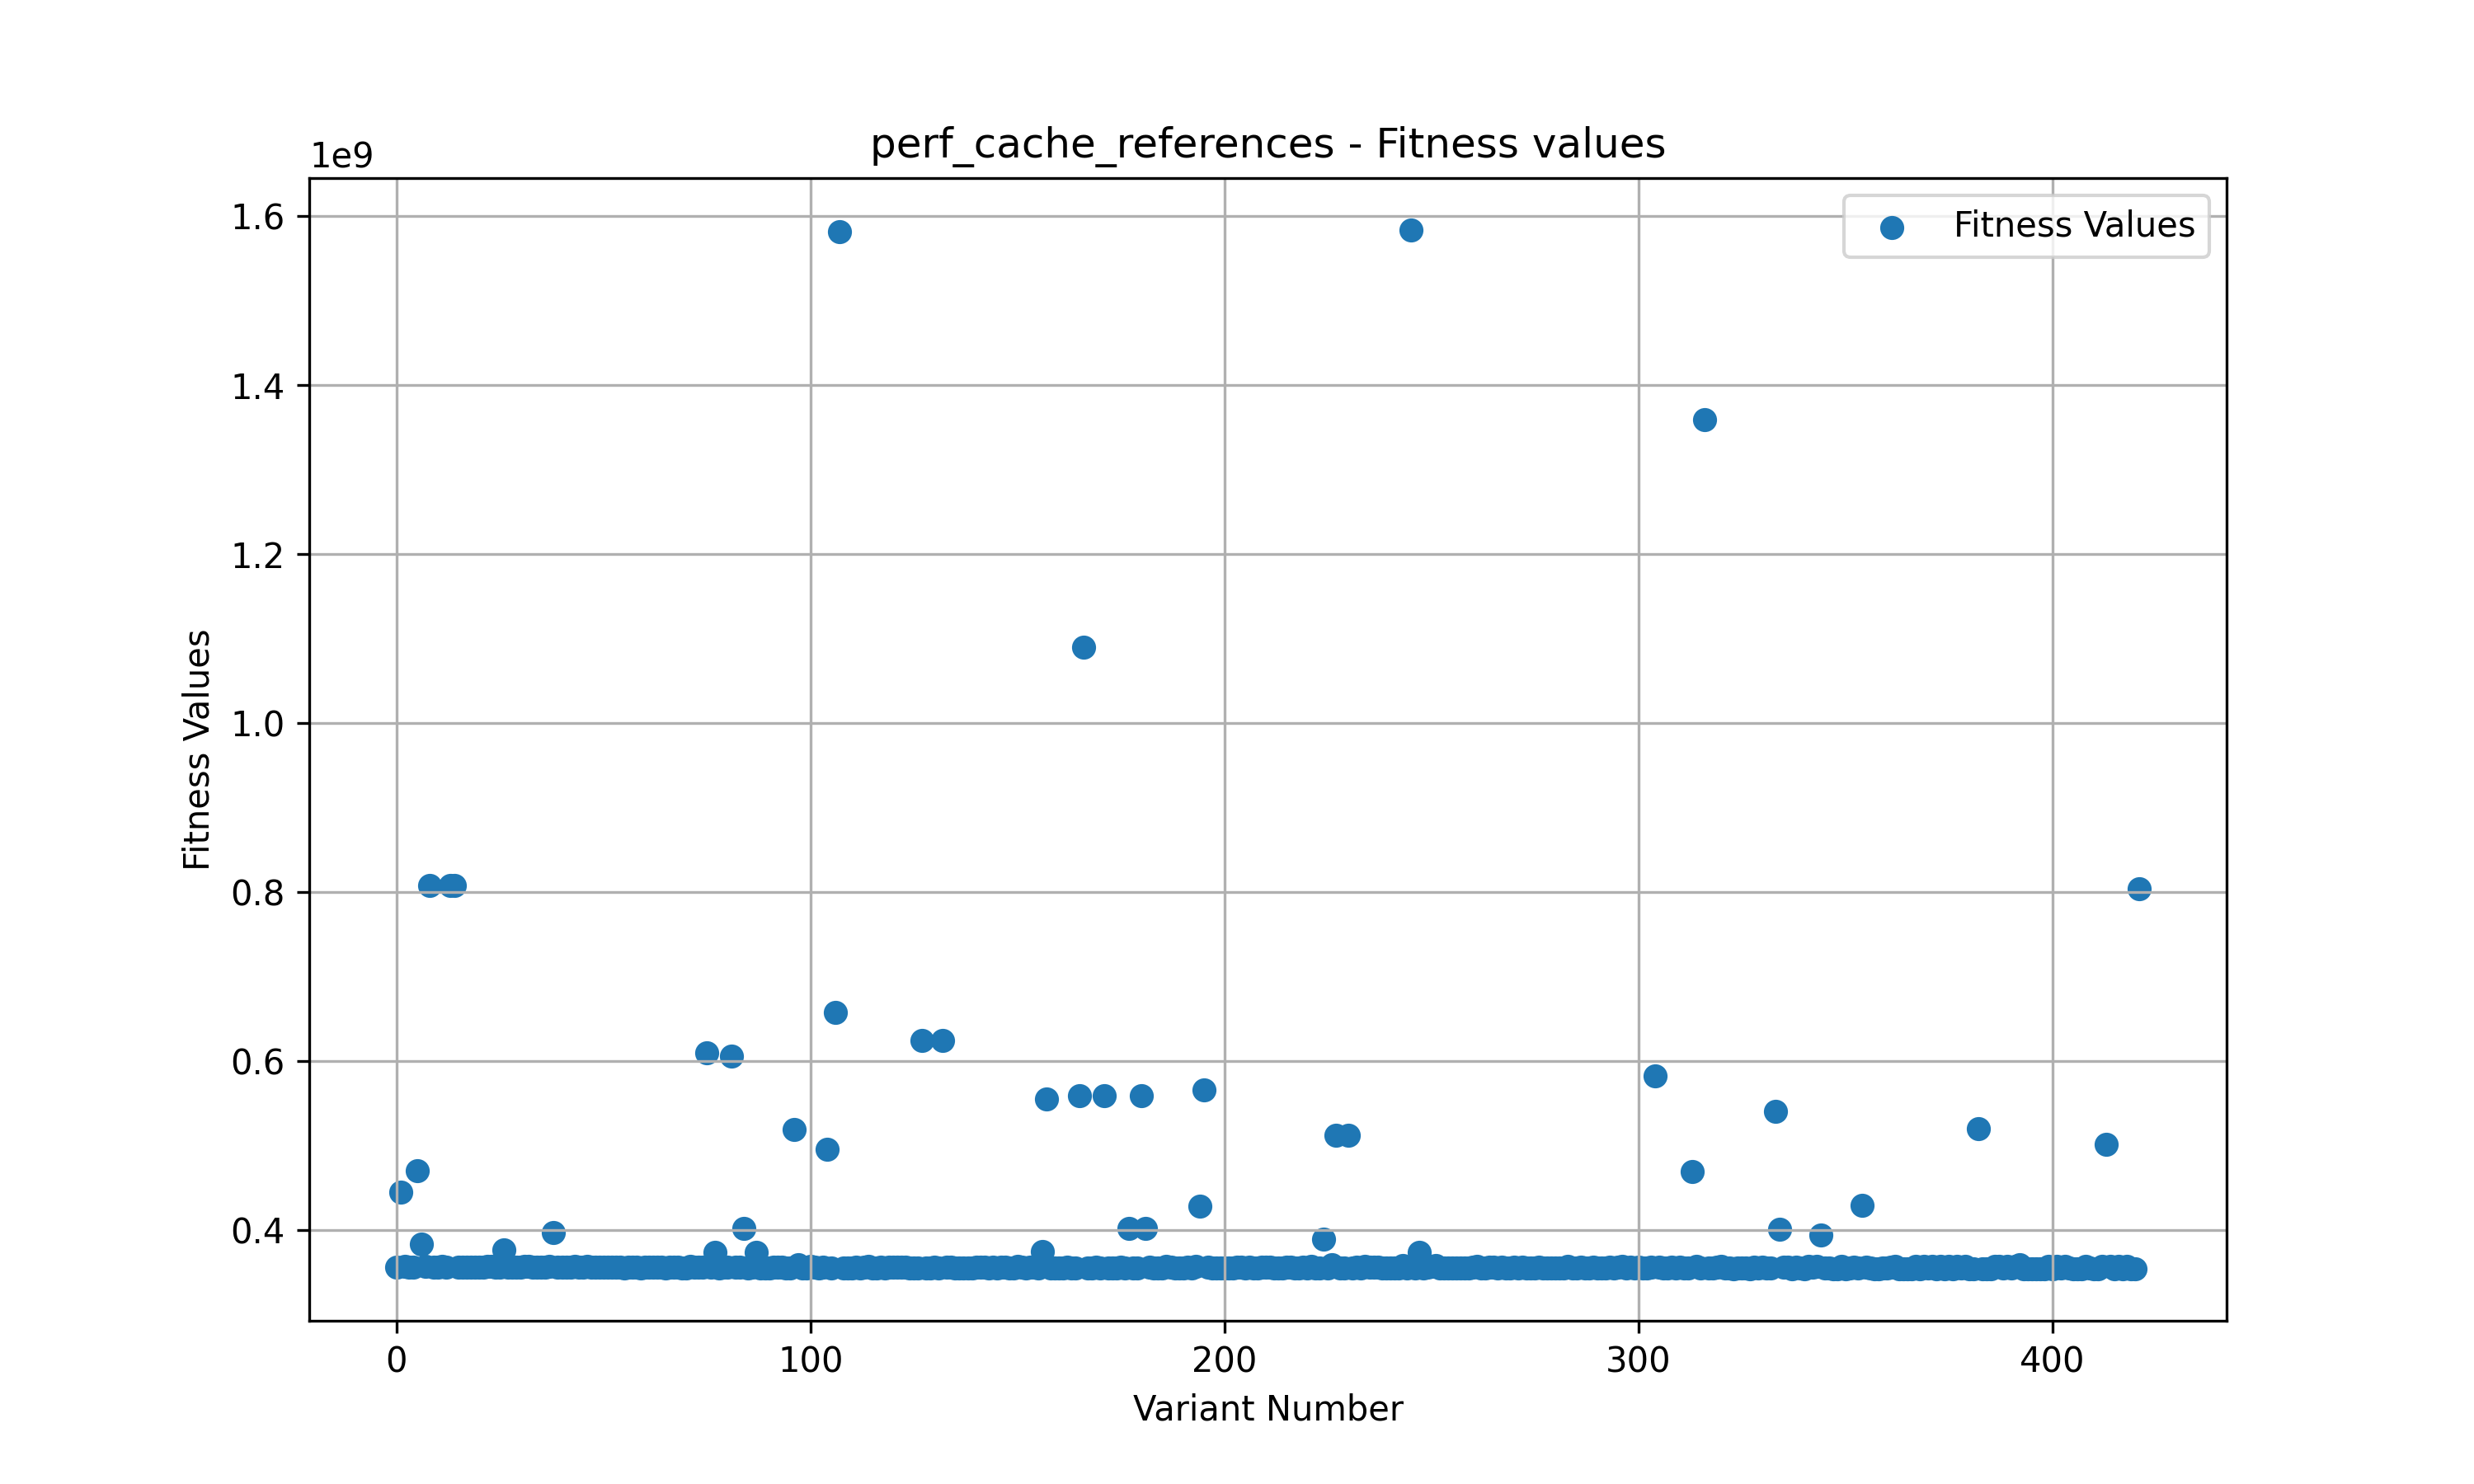 perf_cache_references - Fitness values
1e9
Fitness Values
1.6
1.4
1.2
1.0
0.8
0.6
0.4
Fitness Values
0
100
200
300
400
Variant Number